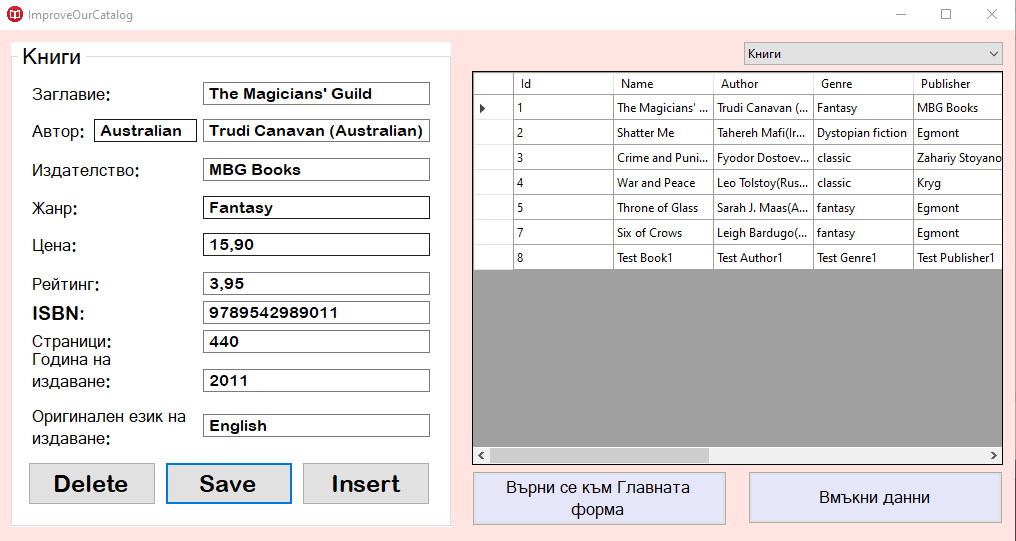 ImproveOurCatalog
Книги
Заглавие: The Magicians' Guild
Автор: Australian Trudi Canavan (Australian)
Издателство: MBG Books
Жанр: Fantasy
Цена: 15,90
Рейтинг: 3,95
ISBN: 9789542989011
Страници: 440
Година на
издаване: 2011
Оригинален език на
издаване: English
Delete Save Insert
Книги
Id Name Author Genre Publisher
1 The Magicians' ... Trudi Canavan (... Fantasy MBG Books
2 Shatter Me Tahereh Mafi(Ir... Dystopian fiction Egmont
3 Crime and Puni... Fyodor Dostoev... classic Zahariy Stoyano
4 War and Peace Leo Tolstoy(Rus... classic Kryg
5 Throne of Glass Sarah J. Maas(A... fantasy Egmont
7 Six of Crows Leigh Bardugo(... fantasy Egmont
8 Test Book1 Test Author1 Test Genre1 Test Publisher1
Върни се към Главната
форма
Вмъкни данни